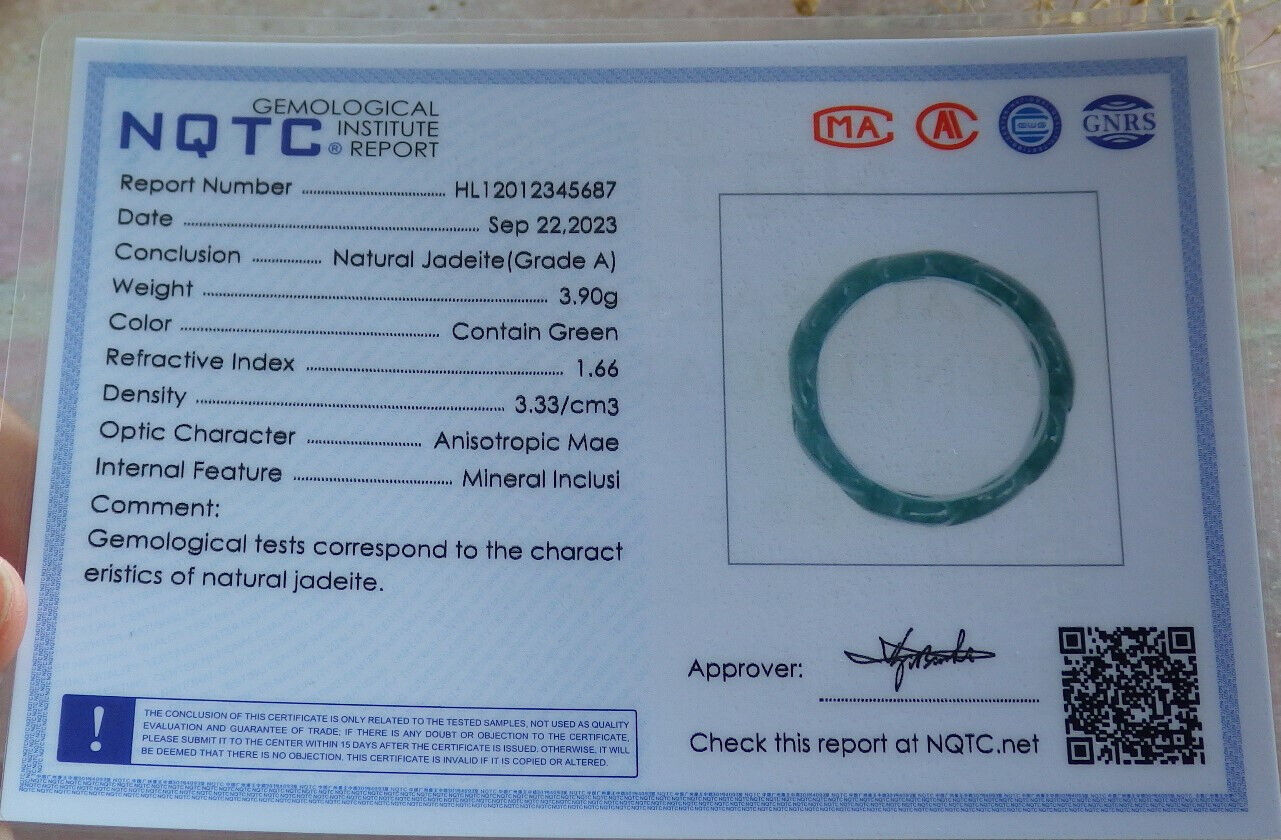 GEMOLOGICAL
NQTC® INSTITUTE
REPORT
MA
GNRS
Report Number ........ HL12012345687
Date ........ Sep 22,2023
Conclusion ........ Natural Jadeite(Grade A)
Weight ........ 3.90g
Color ........ Contain Green
Refractive Index ........ 1.66
Density ........ 3.33/cm3
Optic Character ........ Anisotropic Mae
Internal Feature ........ Mineral Inclusi
Comment:
Gemological tests correspond to the charact
eristics of natural jadeite.
Approver:
Check this report at NQTC.net
!
THE CONCLUSION OF THIS CERTIFICATE IS ONLY RELATED TO THE TESTED SAMPLES, NOT USED AS QUALITY
EVALUATION AND GUARANTEE OF TRADE; IF THERE IS ANY DOUBT OR OBJECTION TO THE CERTIFICATE,
PLEASE SUBMIT IT TO THE CENTER WITHIN 15 DAYS AFTER THE CERTIFICATE IS ISSUED. OTHERWISE, IT WILL
BE DEEMED THAT THERE IS NO OBJECTION. THIS CERTIFICATE IS INVALID IF IT IS COPIED OR ALTERED.